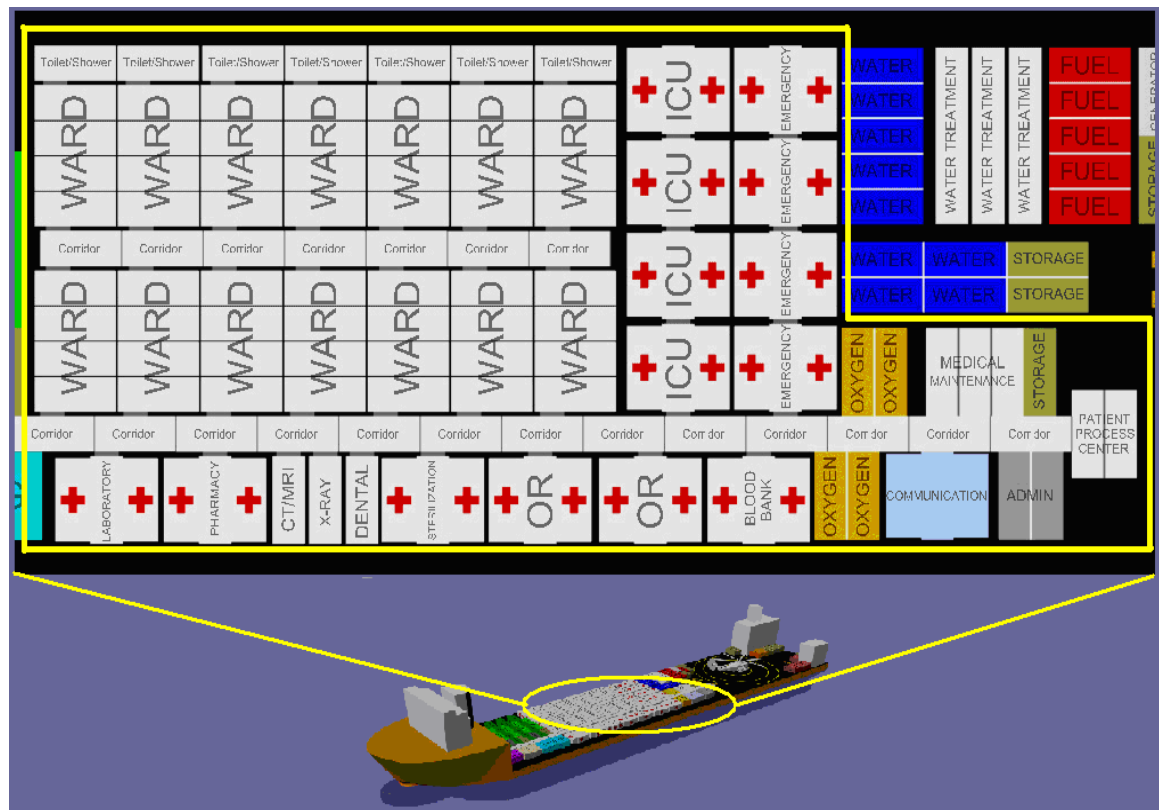 Toilet/Shower Toilet/Shower Toilet/Shower Toilet/Shower Toilet/Shower Toilet/Shower Toilet/Shower
WARD WARD WARD WARD WARD WARD WARD
Corridor Corridor Corridor Corridor Corridor Corridor Corridor
WARD WARD WARD WARD WARD WARD WARD
ICU EMERGENCY
ICU EMERGENCY
ICU EMERGENCY
ICU EMERGENCY
WATER
WATER
WATER
WATER
WATER
WATER TREATMENT
WATER TREATMENT
WATER TREATMENT
FUEL
FUEL
FUEL
FUEL
FUEL
GENERATOR
STORAGE
WATER WATER STORAGE
WATER WATER STORAGE
OXYGEN
OXYGEN
MEDICAL
MAINTENANCE
STORAGE
PATIENT
PROCESS
CENTER
Corridor Corridor Corridor Corridor Corridor Corridor Corridor Corridor Corridor Corridor Corridor Corridor Corridor
LABORATORY
PHARMACY
CT/MRI
X-RAY
DENTAL
STERILIZATION
OR
OR
BLOOD
BANK
OXYGEN
OXYGEN
COMMUNICATION
ADMIN